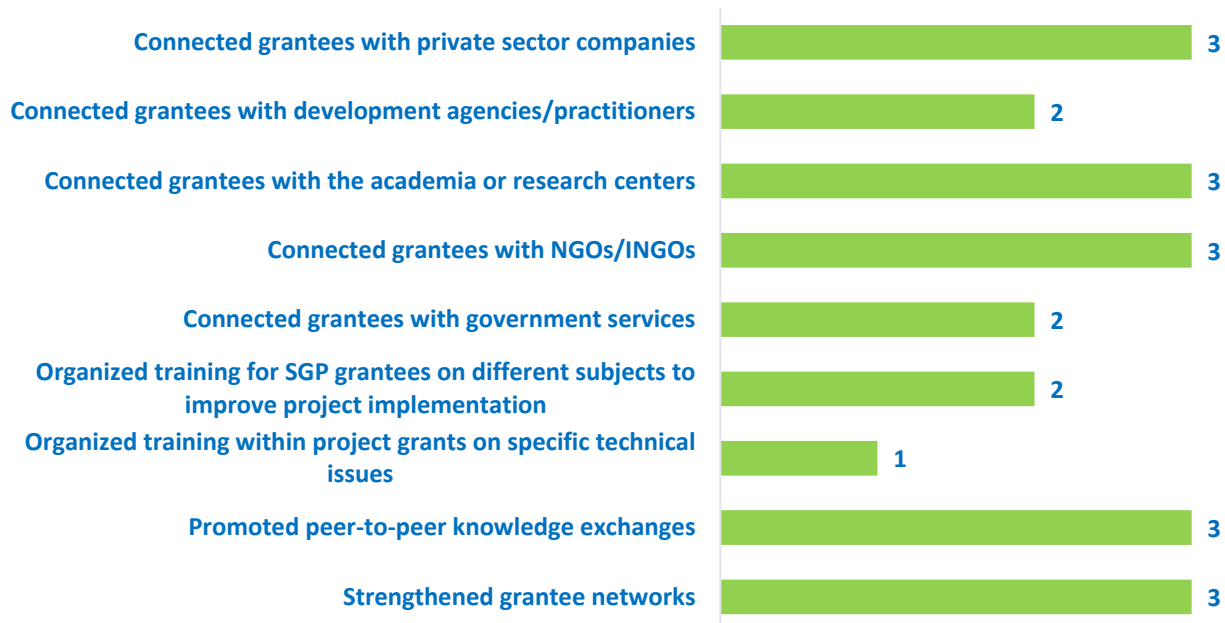 Connected grantees with private sector companies
3
Connected grantees with development agencies/practitioners
2
Connected grantees with the academia or research centers
3
Connected grantees with NGOs/INGOs
3
Connected grantees with government services
2
Organized training for SGP grantees on different subjects to
improve project implementation
2
Organized training within project grants on specific technical
issues
1
Promoted peer-to-peer knowledge exchanges
3
Strengthened grantee networks
3